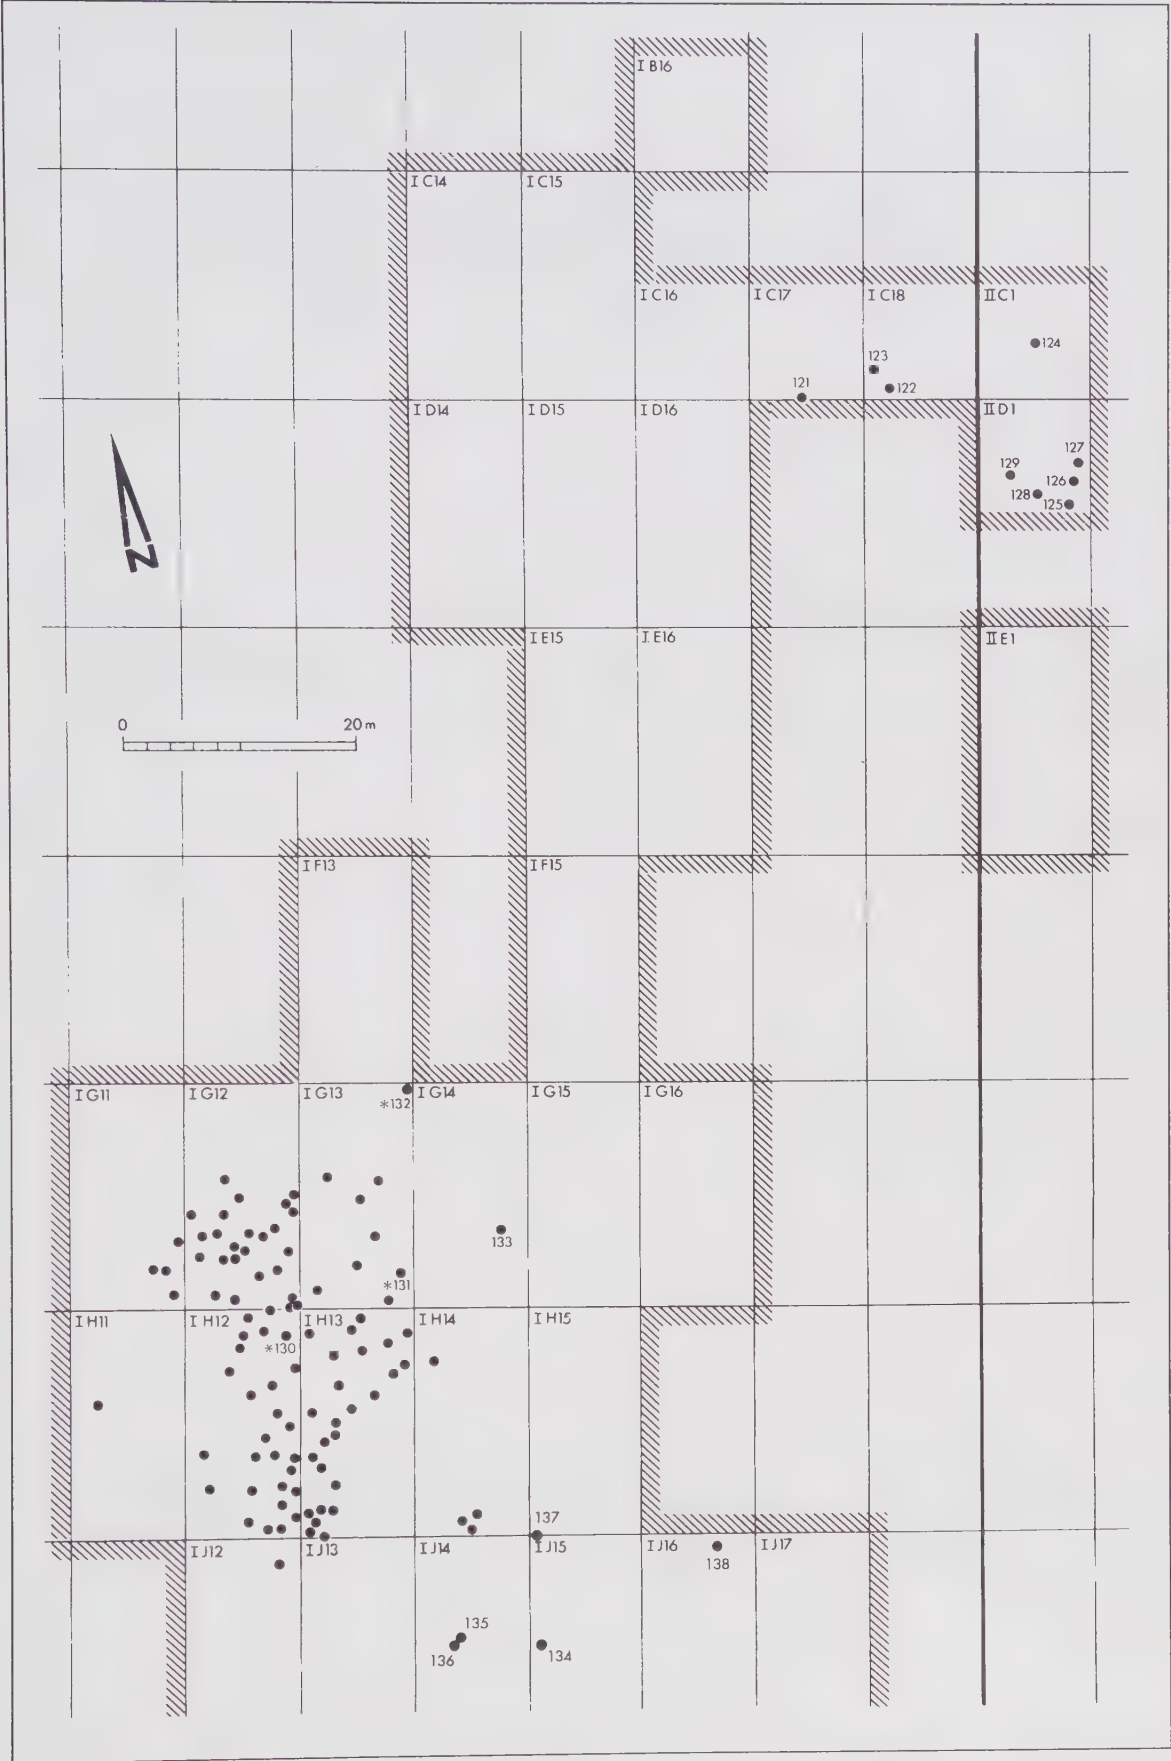 I B16
I C14 I C15
I C16 I C17 I C18 II C1
124
123
122
121
I D14 I D15 I D16 II D1
127
129
126
128
125
N
I E15 I E16 II E1
0 20 m
I F13 I F15
I G11 I G12 I G13 I G14 I G15 I G16
*132
133
*131
I H11 I H12 I H13 I H14 I H15
*130
137
I J12 I J13 I J14 I J15 I J16 I J17
138
135
136 134